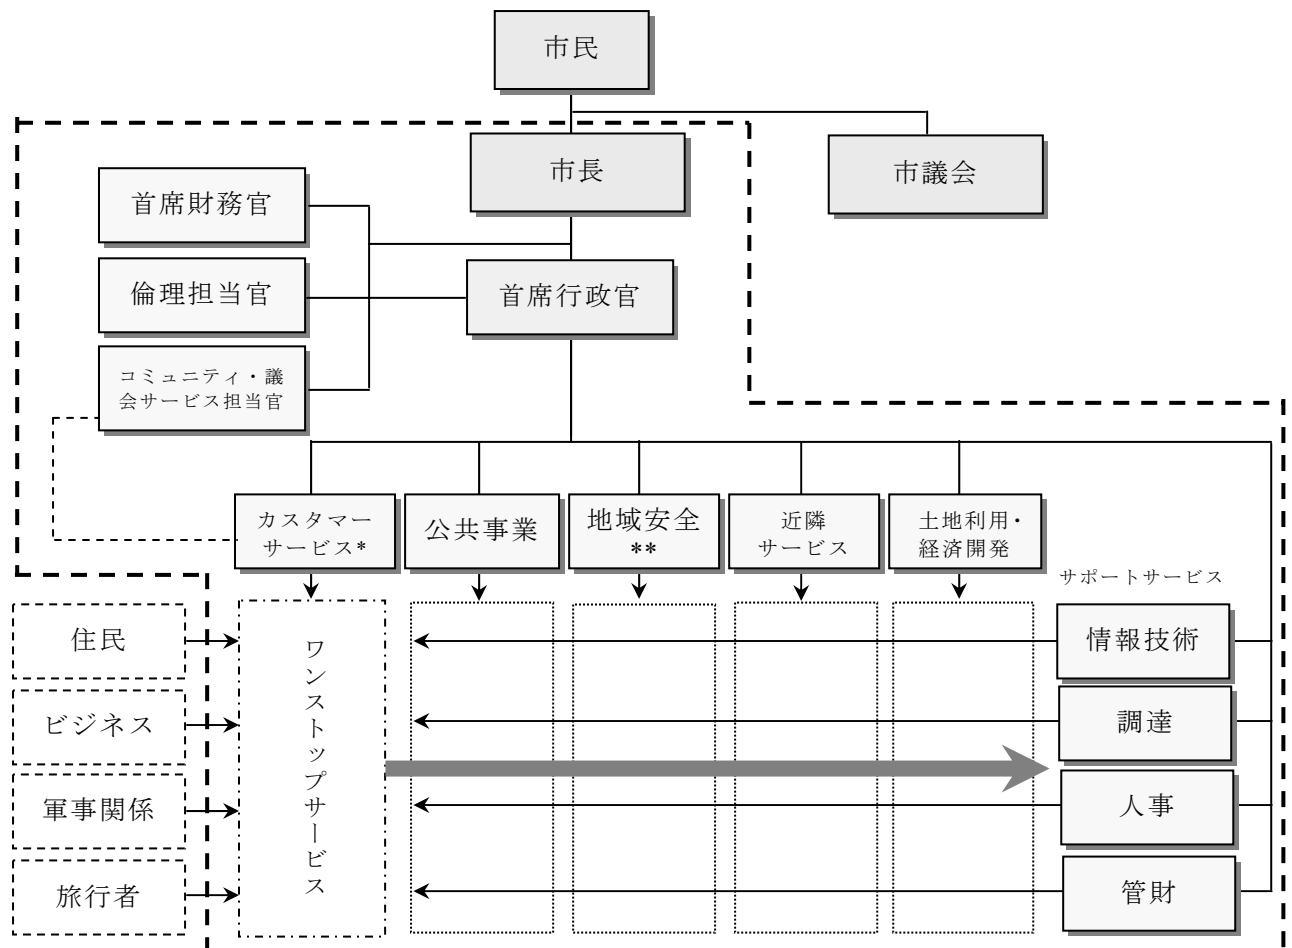 市民
市長
市議会
首席財務官
倫理担当官
首席行政官
コミュニティ・議
会サービス担当官
カスタマー
サービス*
公共事業
地域安全
**
近隣
サービス
土地利用・
経済開発
サポートサービス
住民
ビジネス
軍事関係
旅行者
ワンストップサービス
情報技術
調達
人事
管財